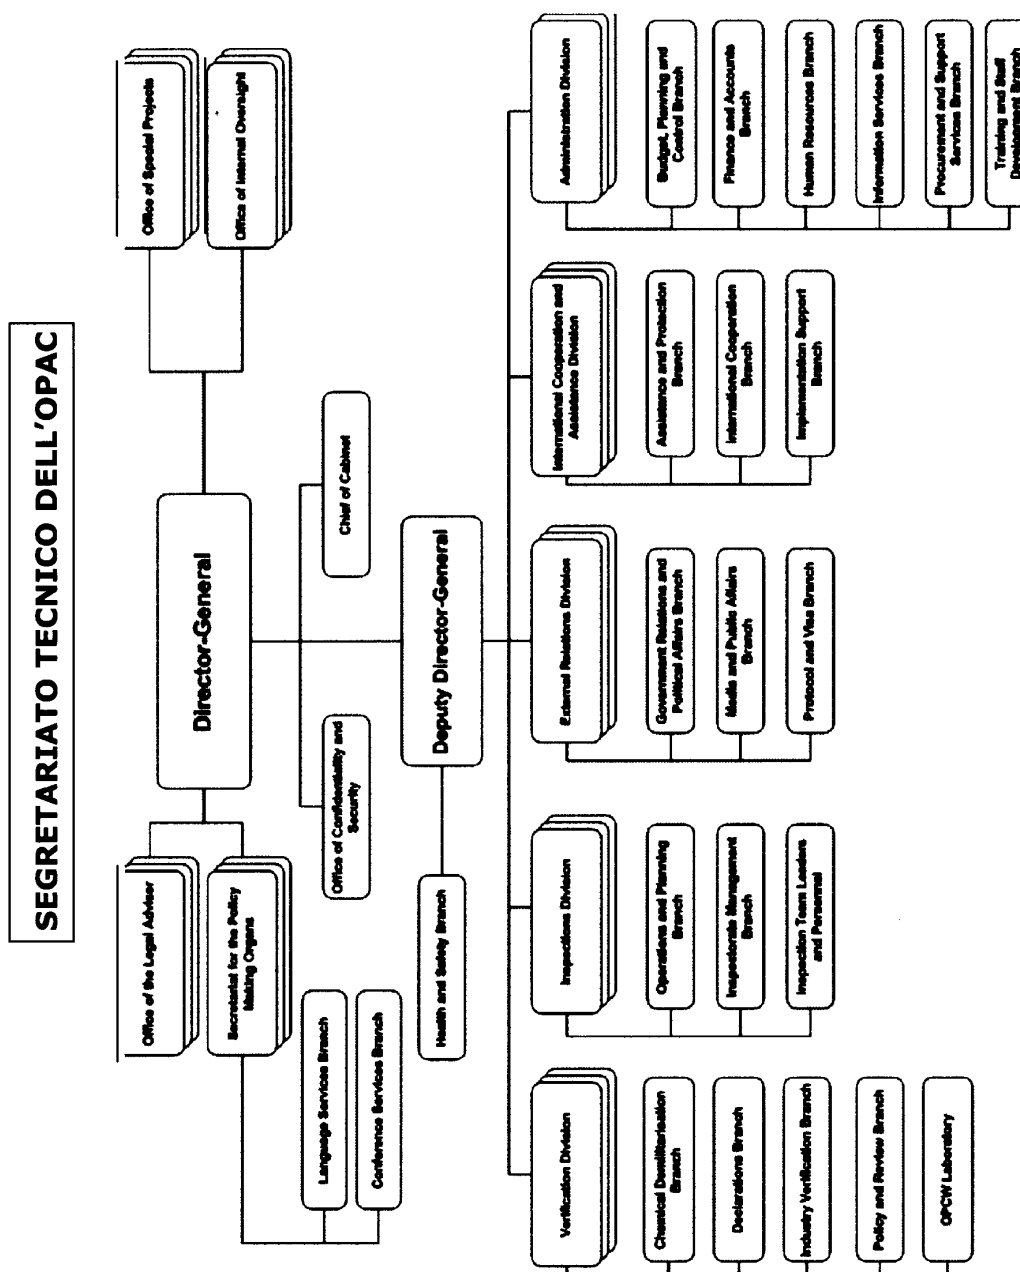 SEGRETARIATO TECNICO DELL'OPAC
Office of the Legal Adviser
Secretariat for the Policy
Making Organs
Language Services Branch
Conference Services Branch
Director-General
Office of Special Projects
Office of Internal Oversight
Office of Confidentiality and
Security
Chief of Cabinet
Deputy Director-General
Health and Safety Branch
Verification Division
Chemical Demilitarisation
Branch
Declarations Branch
Industry Verification Branch
Policy and Review Branch
OPCW Laboratory
Inspections Division
Operations and Planning
Branch
Inspectorate Management
Branch
Inspection Team Leaders
and Personnel
External Relations Division
Government Relations and
Political Affairs Branch
Media and Public Affairs
Branch
Protocol and Visa Branch
International Cooperation and
Assistance Division
Assistance and Protection
Branch
International Cooperation
Branch
Implementation Support
Branch
Administration Division
Budget, Planning and
Control Branch
Finance and Accounts
Branch
Human Resources Branch
Information Services Branch
Procurement and Support
Services Branch
Training and Staff
Development Branch